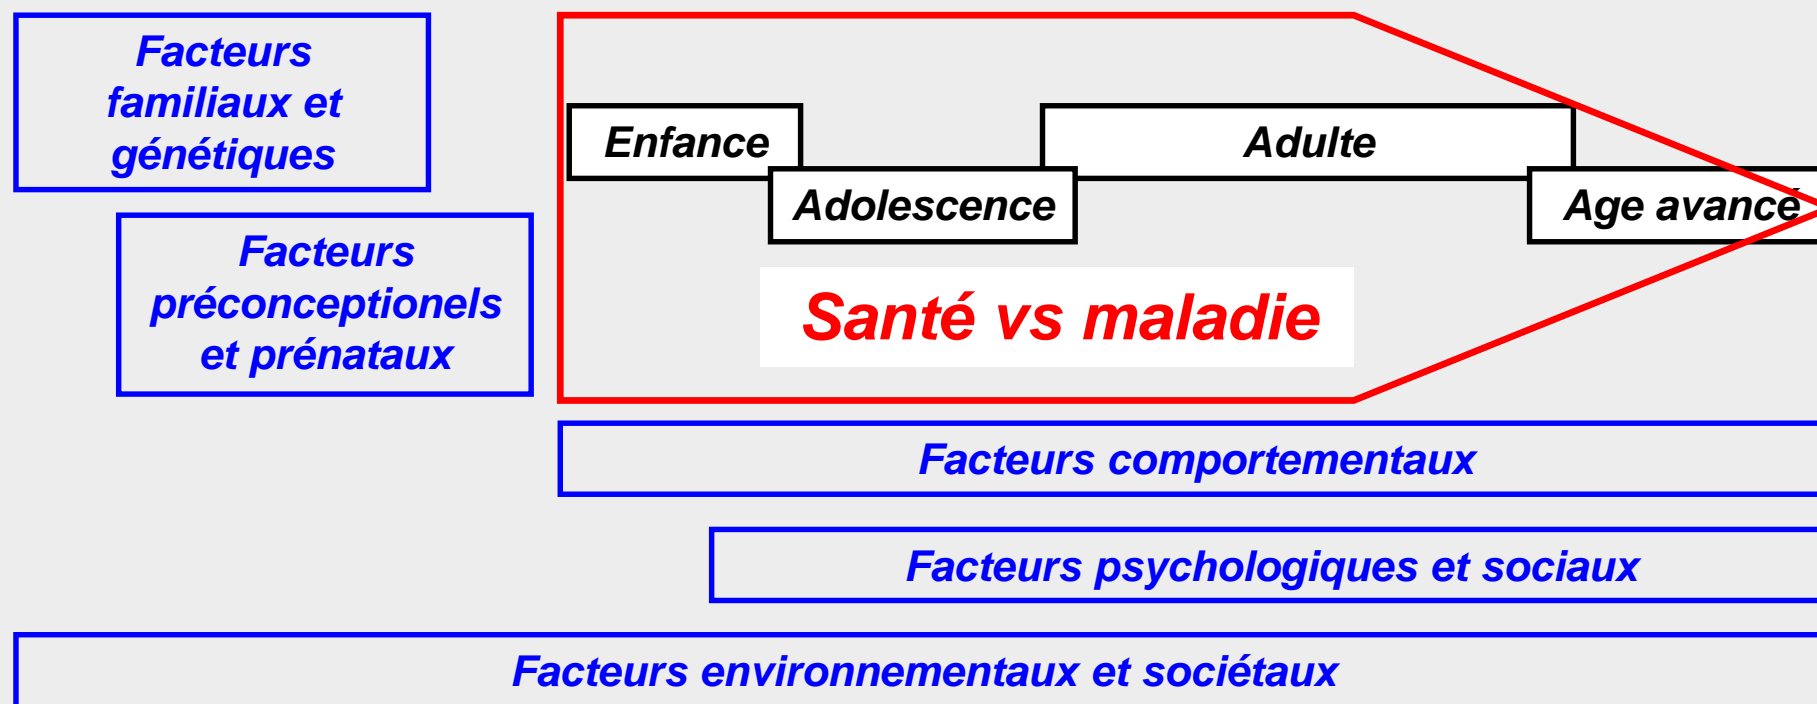 Facteurs
familiaux et
génétiques
Enfance
Adulte
Adolescence
Age avancé
Facteurs
préconceptionels
et prénataux
Santé vs maladie
Facteurs comportementaux
Facteurs psychologiques et sociaux
Facteurs environnementaux et sociétaux